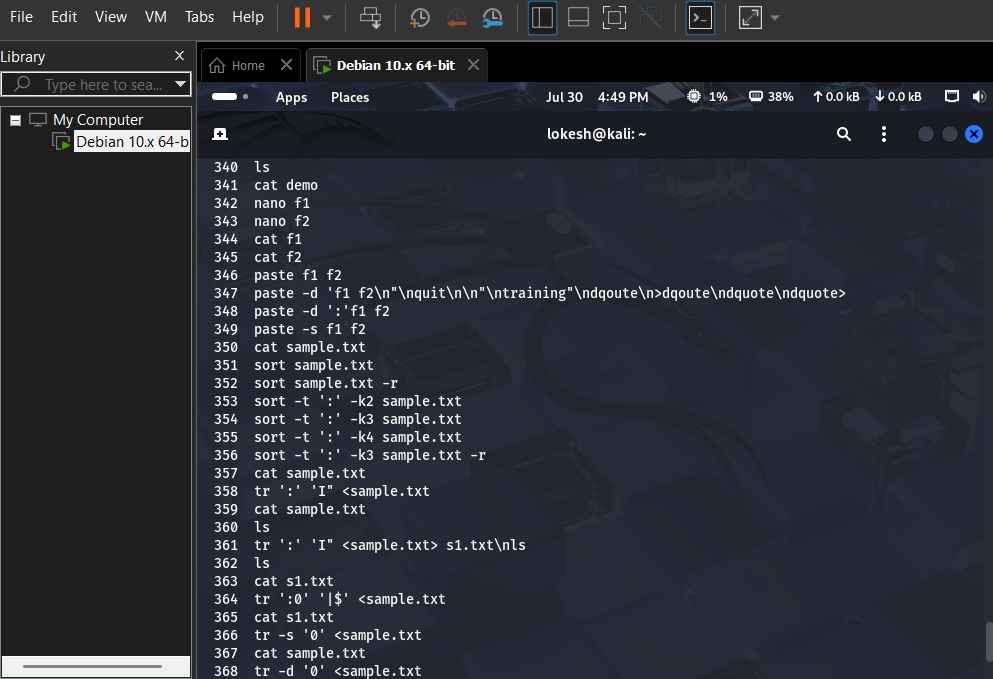 File Edit View VM Tabs Help
Library X
Type here to sea...
My Computer
Debian 10.x 64-b
Home
Debian 10.x 64-bit
Apps Places Jul 30 4:49 PM 1% 38% 0.0 kB 0.0 kB
lokesh@kali: ~
340 ls
341 cat demo
342 nano f1
343 nano f2
344 cat f1
345 cat f2
346 paste f1 f2
347 paste -d 'f1 f2\n"\nquit\n\n"\ntraining"\ndqoute\n>dqoute\ndquote\ndquote>
348 paste -d ':'f1 f2
349 paste -s f1 f2
350 cat sample.txt
351 sort sample.txt
352 sort sample.txt -r
353 sort -t ':' -k2 sample.txt
354 sort -t ':' -k3 sample.txt
355 sort -t ':' -k4 sample.txt
356 sort -t ':' -k3 sample.txt -r
357 cat sample.txt
358 tr ':' 'I" <sample.txt
359 cat sample.txt
360 ls
361 tr ':' 'I" <sample.txt> s1.txt\nls
362 ls
363 cat s1.txt
364 tr ':0' '|$' <sample.txt
365 cat s1.txt
366 tr -s '0' <sample.txt
367 cat sample.txt
368 tr -d '0' <sample.txt